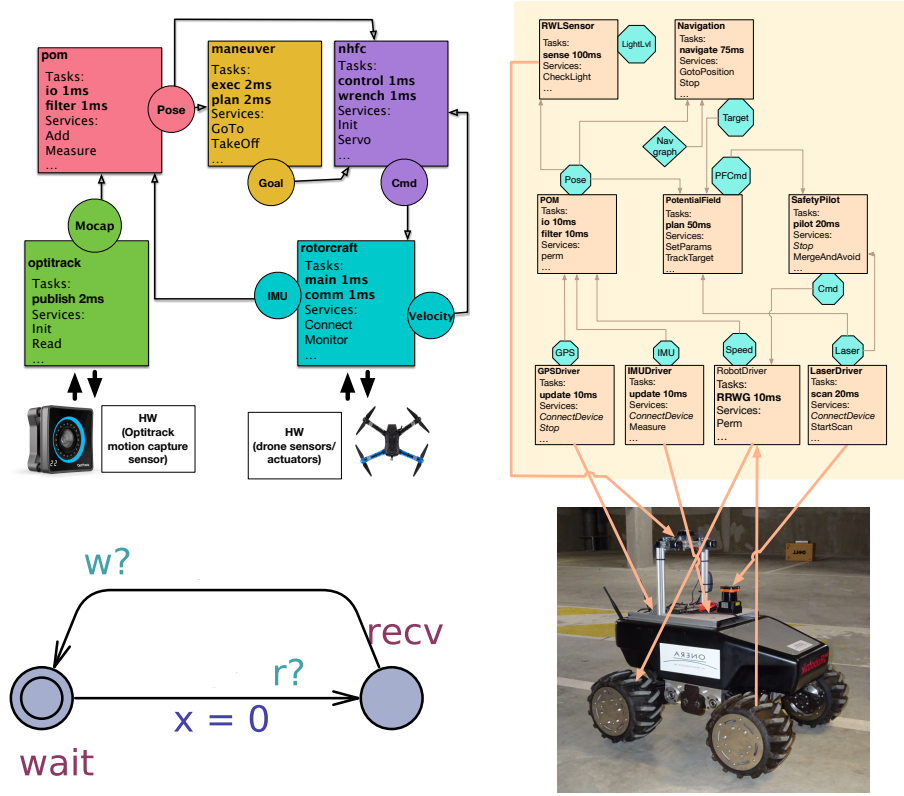 pom
Tasks:
io 1ms
filter 1ms
Services:
Add
Measure
...
Pose
maneuver
Tasks:
exec 2ms
plan 2ms
Services:
GoTo
TakeOff
...
Goal
nhfc
Tasks:
control 1ms
wrench 1ms
Services:
Init
Servo
...
Cmd
Mocap
optitrack
Tasks:
publish 2ms
Services:
Init
Read
...
IMU
rotorcraft
Tasks:
main 1ms
comm 1ms
Services:
Connect
Monitor
...
Velocity
HW
(Optitrack
motion capture
sensor)
HW
(drone sensors/
actuators)
RWLSensor
Tasks:
sense 100ms
Services:
CheckLight
...
LightLvl
Navigation
Tasks:
navigate 75ms
Services:
GotoPosition
Stop
...
Target
Nav
graph
Pose
PFCmd
POM
Tasks:
io 10ms
filter 10ms
Services:
perm
...
PotentialField
Tasks:
plan 50ms
Services:
SetParams
TrackTarget
...
SafetyPilot
Tasks:
pilot 20ms
Services:
Stop
MergeAndAvoid
...
Cmd
GPS
IMU
Speed
Laser
GPSDriver
Tasks:
update 10ms
Services:
ConnectDevice
Stop
...
IMUDriver
Tasks:
update 10ms
Services:
ConnectDevice
Measure
...
RobotDriver
Tasks:
RRWG 10ms
Services:
Perm
...
LaserDriver
Tasks:
scan 20ms
Services:
ConnectDevice
StartScan
...
w?
recv
r?
x = 0
wait
ONERA